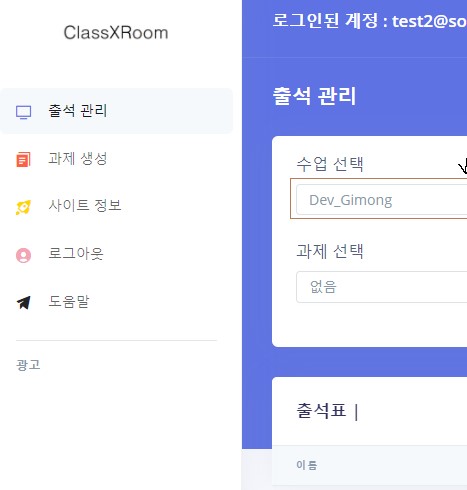 ClassXRoom
출석 관리
과제 생성
사이트 정보
로그아웃
도움말
광고
로그인된 계정 : test2@so
출석 관리
수업 선택
Dev_Gimong
과제 선택
없음
출석표 |
이름